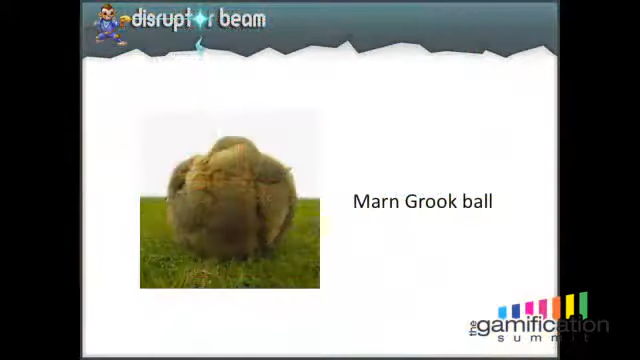 disruptor beam
Marn Grook ball
the gamification
summit